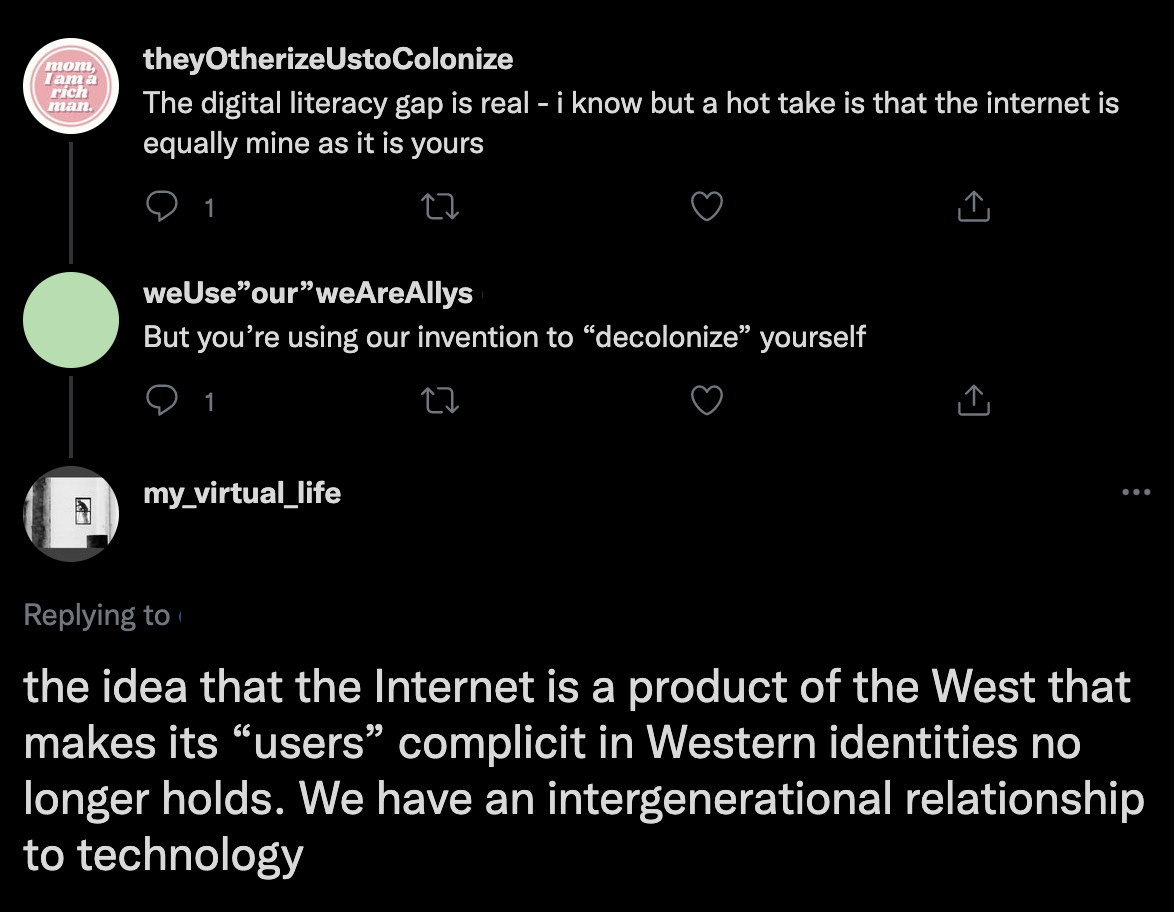 mom,
I am a
rich
man.
theyOtherizeUstoColonize
The digital literacy gap is real - i know but a hot take is that the internet is
equally mine as it is yours
1
weUse”our”weAreAllys
But you’re using our invention to “decolonize” yourself
1
my_virtual_life
Replying to
the idea that the Internet is a product of the West that
makes its “users” complicit in Western identities no
longer holds. We have an intergenerational relationship
to technology